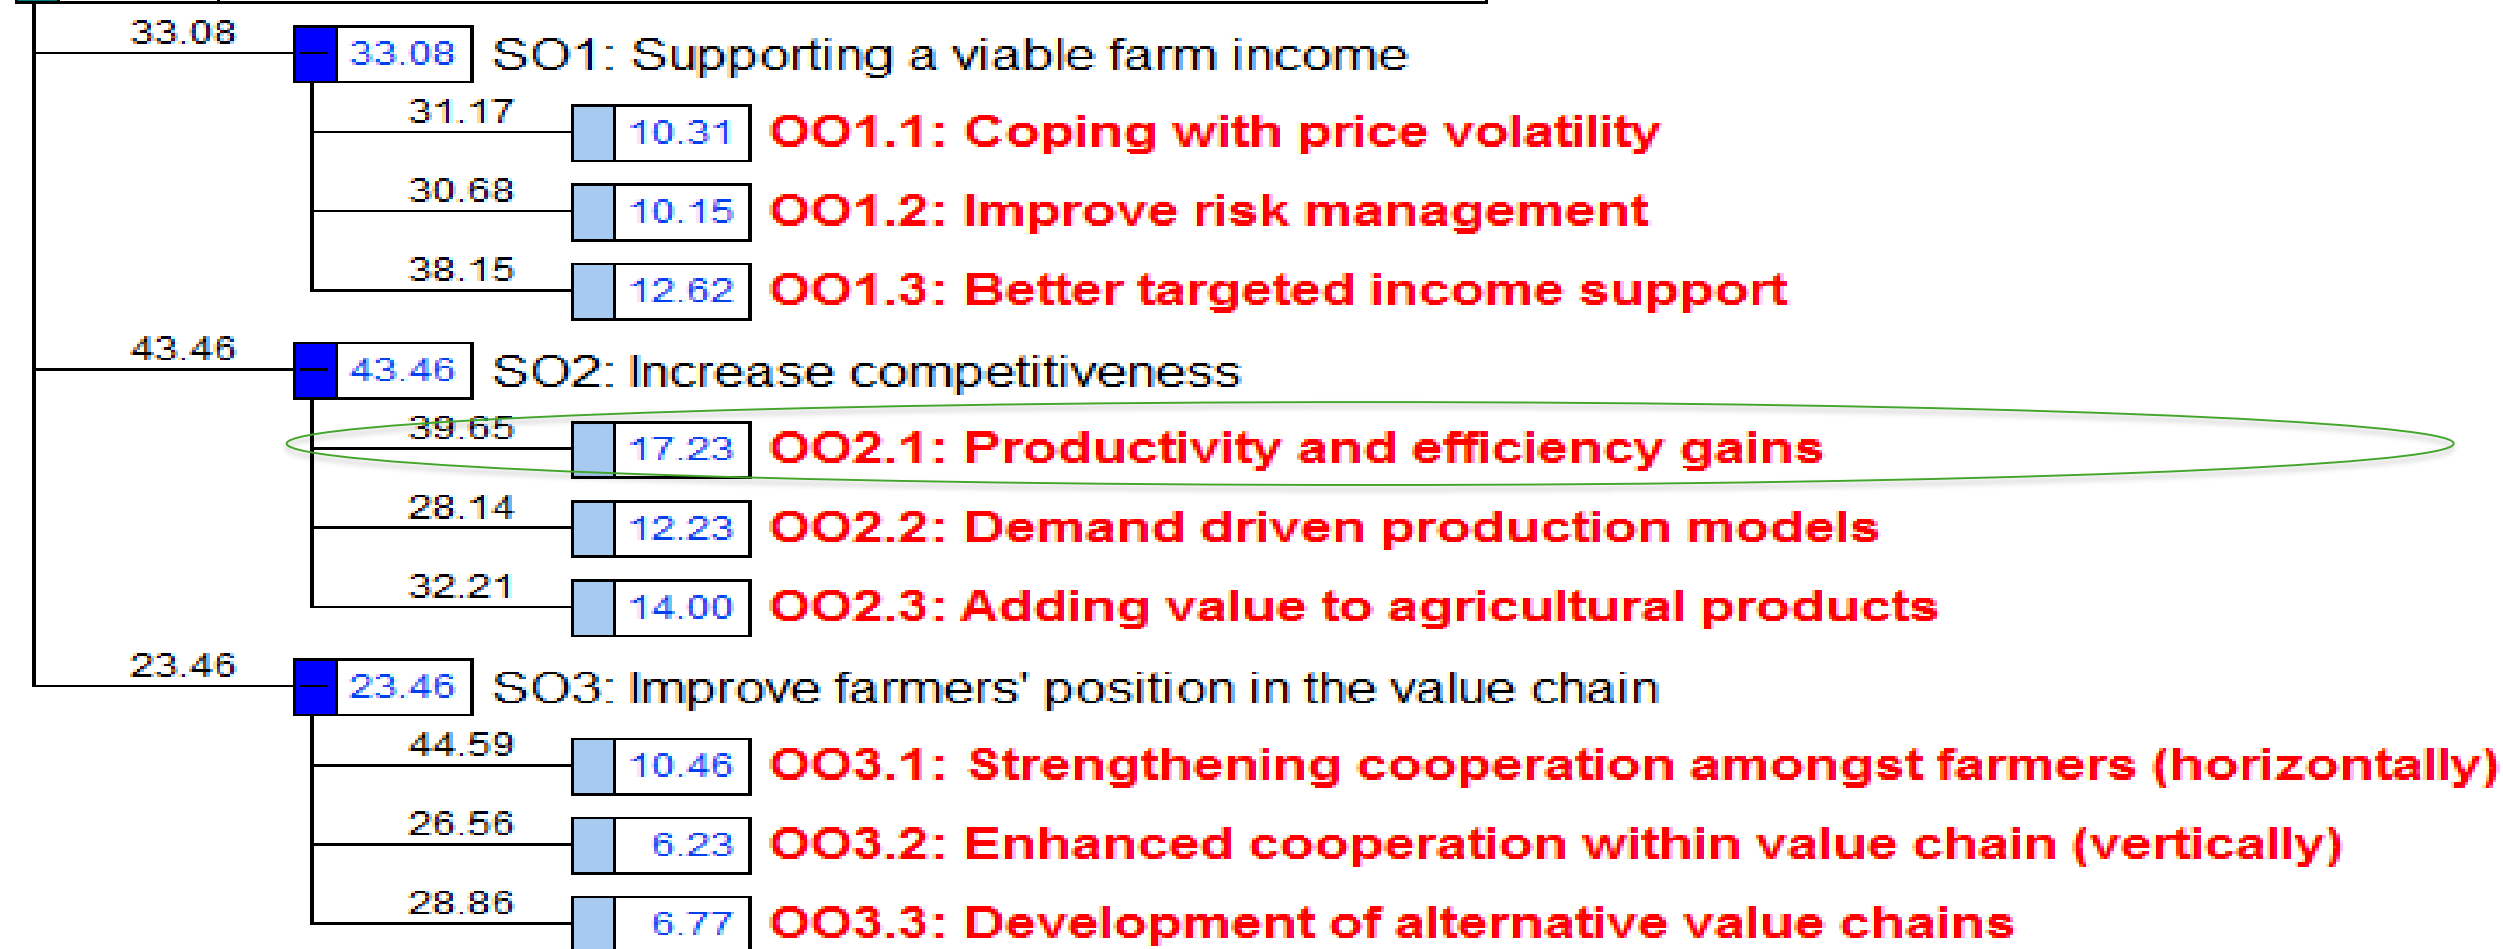 33.08 33.08 SO1: Supporting a viable farm income
31.17 10.31 OO1.1: Coping with price volatility
30.68 10.15 OO1.2: Improve risk management
38.15 12.62 OO1.3: Better targeted income support
43.46 43.46 SO2: Increase competitiveness
39.65 17.23 OO2.1: Productivity and efficiency gains
28.14 12.23 OO2.2: Demand driven production models
32.21 14.00 OO2.3: Adding value to agricultural products
23.46 23.46 SO3: Improve farmers' position in the value chain
44.59 10.46 OO3.1: Strengthening cooperation amongst farmers (horizontally)
26.56 6.23 OO3.2: Enhanced cooperation within value chain (vertically)
28.86 6.77 OO3.3: Development of alternative value chains